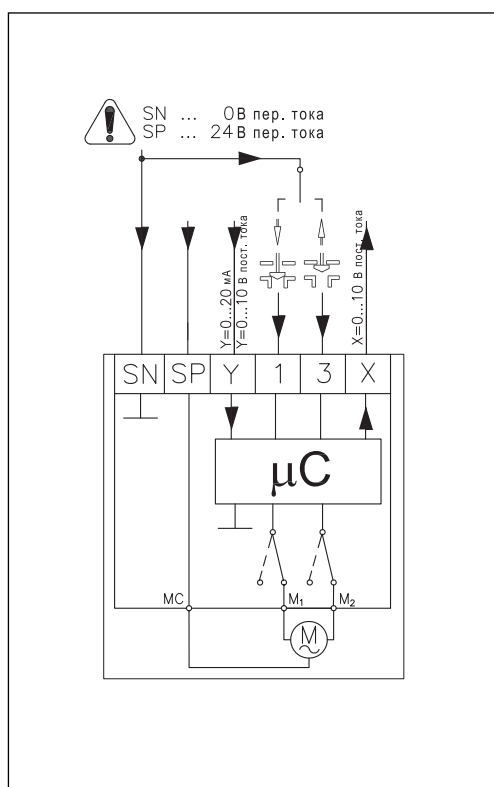 SN ... 0 В пер. тока
SP ... 24 В пер. тока
Y=0...20 мА
Y=0...10 В пост. тока
X=0...10 В пост. тока
SN SP Y 1 3 X
μC
MC M₁ M₂
M